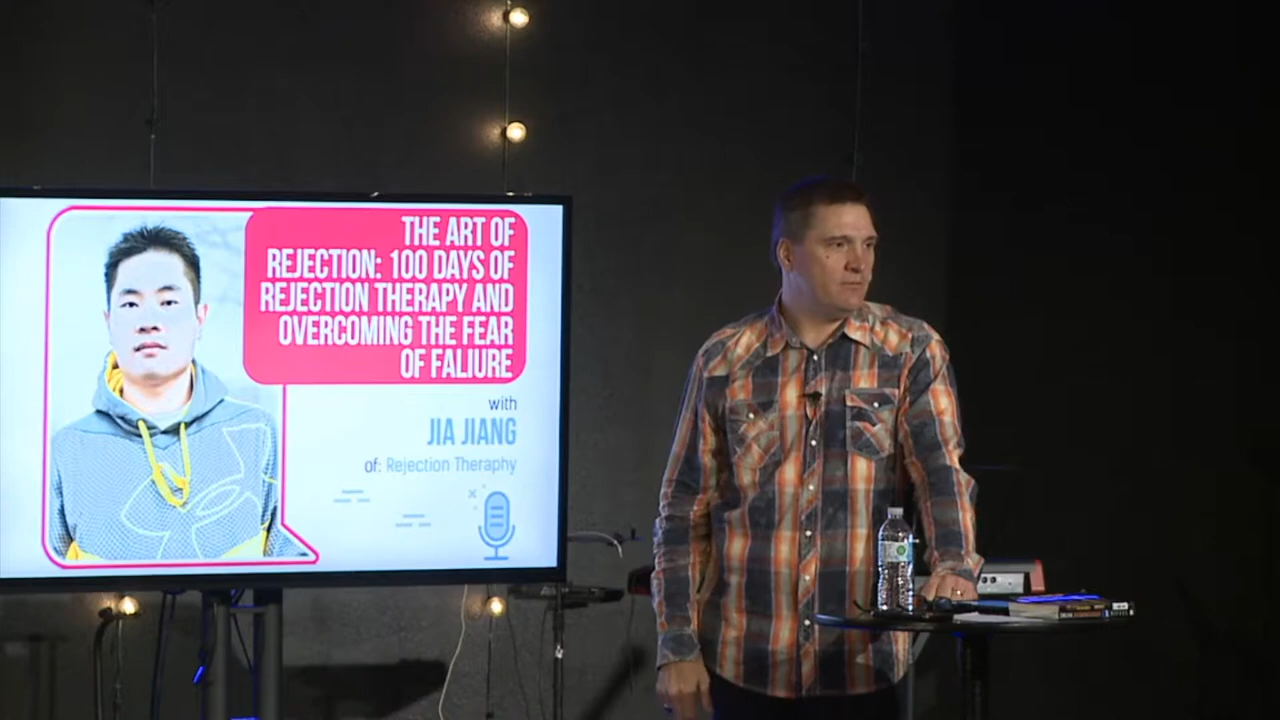 THE ART OF
REJECTION: 100 DAYS OF
REJECTION THERAPY AND
OVERCOMING THE FEAR
OF FALIURE
with
JIA JIANG
of: Rejection Theraphy